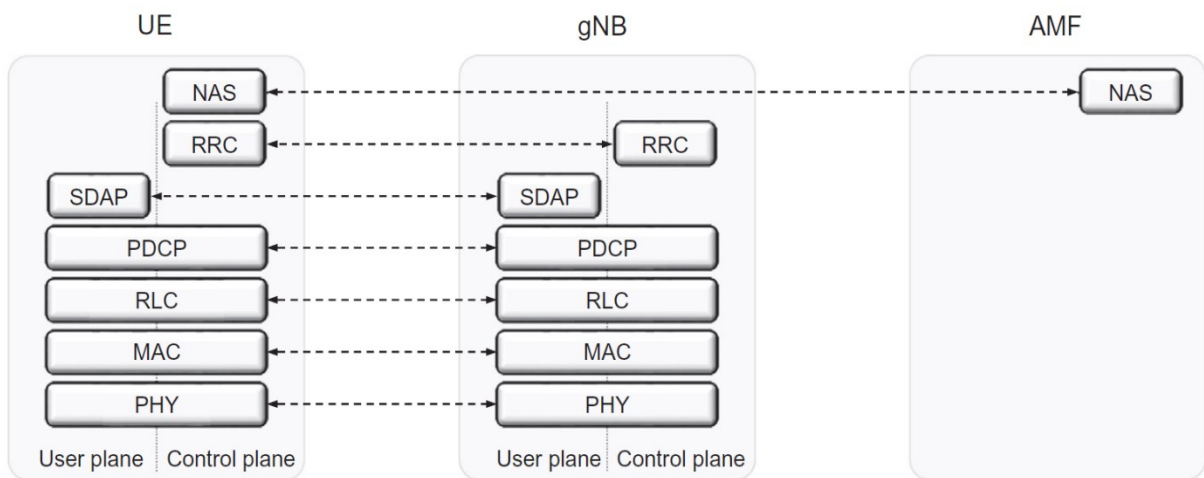 UE gNB AMF
NAS NAS
RRC RRC
SDAP SDAP
PDCP PDCP
RLC RLC
MAC MAC
PHY PHY
User plane Control plane User plane Control plane